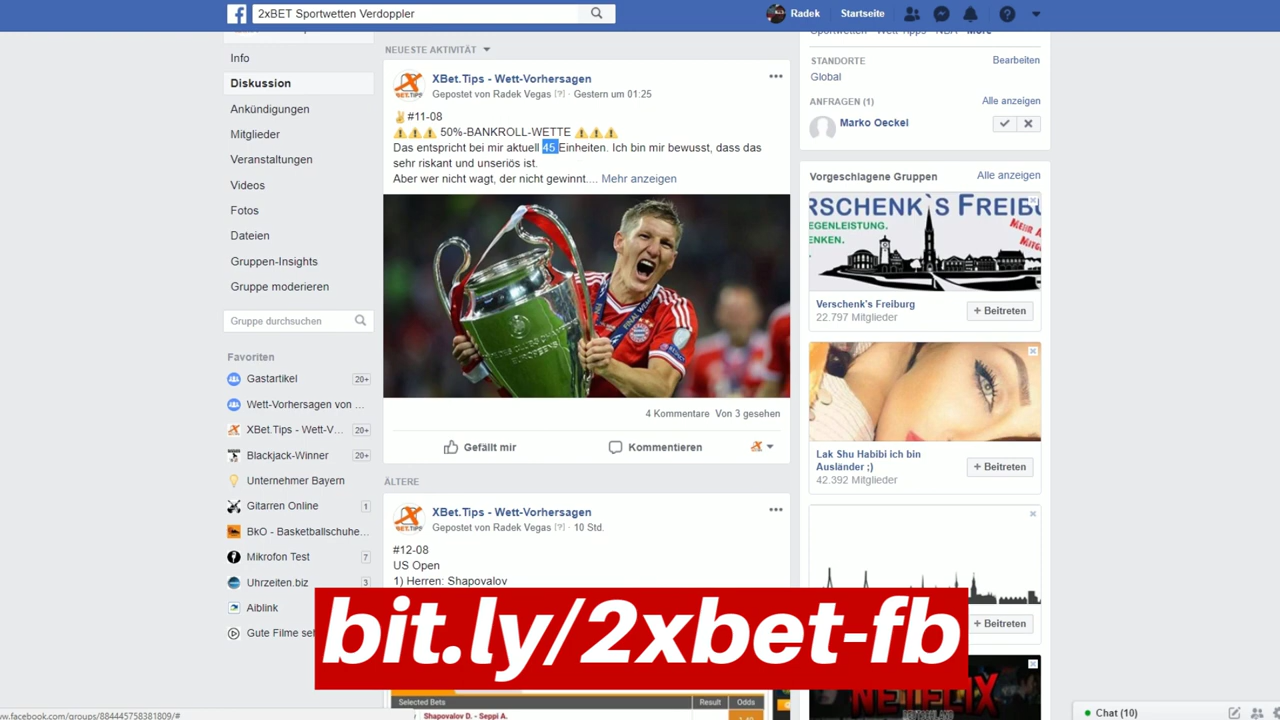 2xBET Sportwetten Verdoppler
Radek
Startseite
Info
Diskussion
Ankündigungen
Mitglieder
Veranstaltungen
Videos
Fotos
Dateien
Gruppen-Insights
Gruppe moderieren
Gruppe durchsuchen
Favoriten
Gastartikel 20+
Wett-Vorhersagen von ...
XBet.Tips - Wett-V... 20+
Blackjack-Winner 20+
Unternehmer Bayern
Gitarren Online 1
BkO - Basketballschuhe...
Mikrofon Test 7
Uhrzeiten.biz 3
Aiblink
Gute Filme
NEUESTE AKTIVITÄT
XBet.Tips - Wett-Vorhersagen
Gepostet von Radek Vegas [?] · Gestern um 01:25
#11-08
50%-BANKROLL-WETTE
Das entspricht bei mir aktuell 45 Einheiten. Ich bin mir bewusst, dass das
sehr riskant und unseriös ist.
Aber wer nicht wagt, der nicht gewinnt.... Mehr anzeigen
4 Kommentare Von 3 gesehen
Gefällt mir
Kommentieren
ÄLTERE
XBet.Tips - Wett-Vorhersagen
Gepostet von Radek Vegas [?] · 10 Std.
#12-08
US Open
1) Herren: Shapovalov
bit.ly/2xbet-fb
Selected Bets Result Odds
Shapovalov D. - Seppi A.
STANDORTE Bearbeiten
Global
ANFRAGEN (1) Alle anzeigen
Marko Oeckel
Vorgeschlagene Gruppen Alle anzeigen
Verschenk's Freiburg
22.797 Mitglieder
+ Beitreten
Lak Shu Habibi ich bin
Ausländer ;)
42.392 Mitglieder
+ Beitreten
+ Beitreten
NETFLIX
Chat (10)
www.facebook.com/groups/884445758381809/#